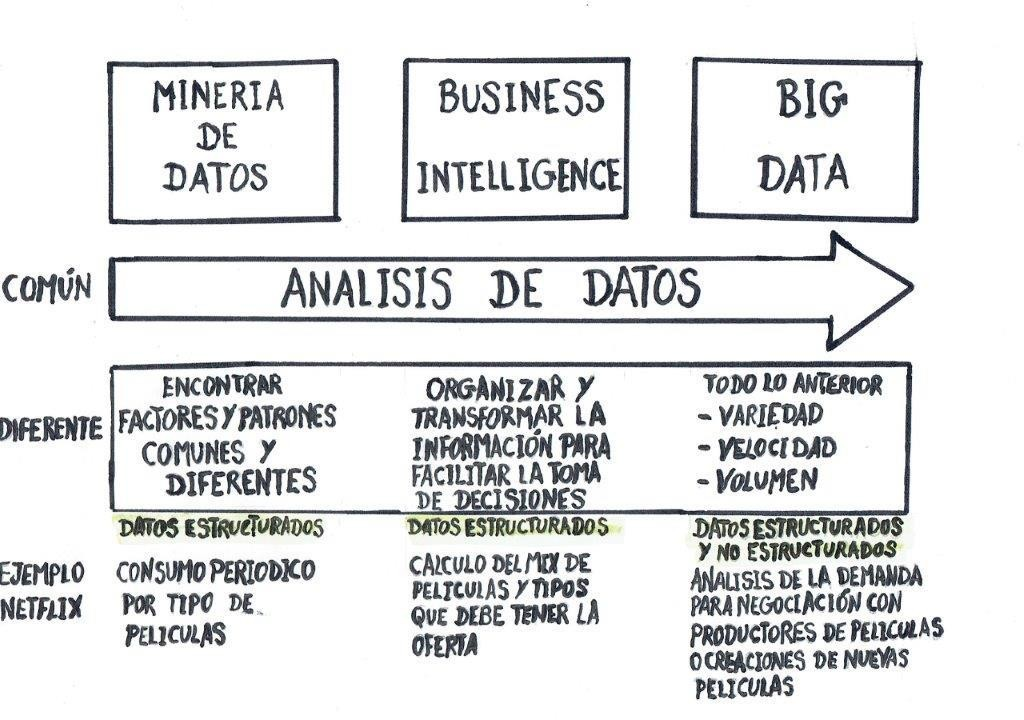 MINERIA
DE
DATOS
BUSINESS
INTELLIGENCE
BIG
DATA
COMÚN
ANALISIS DE DATOS
DIFERENTE
ENCONTRAR
FACTORES Y PATRONES
COMUNES Y
DIFERENTES
ORGANIZAR Y
TRANSFORMAR LA
INFORMACIÓN PARA
FACILITAR LA TOMA
DE DECISIONES
TODO LO ANTERIOR
- VARIEDAD
- VELOCIDAD
- VOLUMEN
DATOS ESTRUCTURADOS
DATOS ESTRUCTURADOS
DATOS ESTRUCTURADOS
Y NO ESTRUCTURADOS
EJEMPLO
NETFLIX
CONSUMO PERIODICO
POR TIPO DE
PELICULAS
CALCULO DEL MIX DE
PELICULAS Y TIPOS
QUE DEBE TENER LA
OFERTA
ANALISIS DE LA DEMANDA
PARA NEGOCIACIÓN CON
PRODUCTORES DE PELICULAS
O CREACIONES DE NUEVAS
PELICULAS